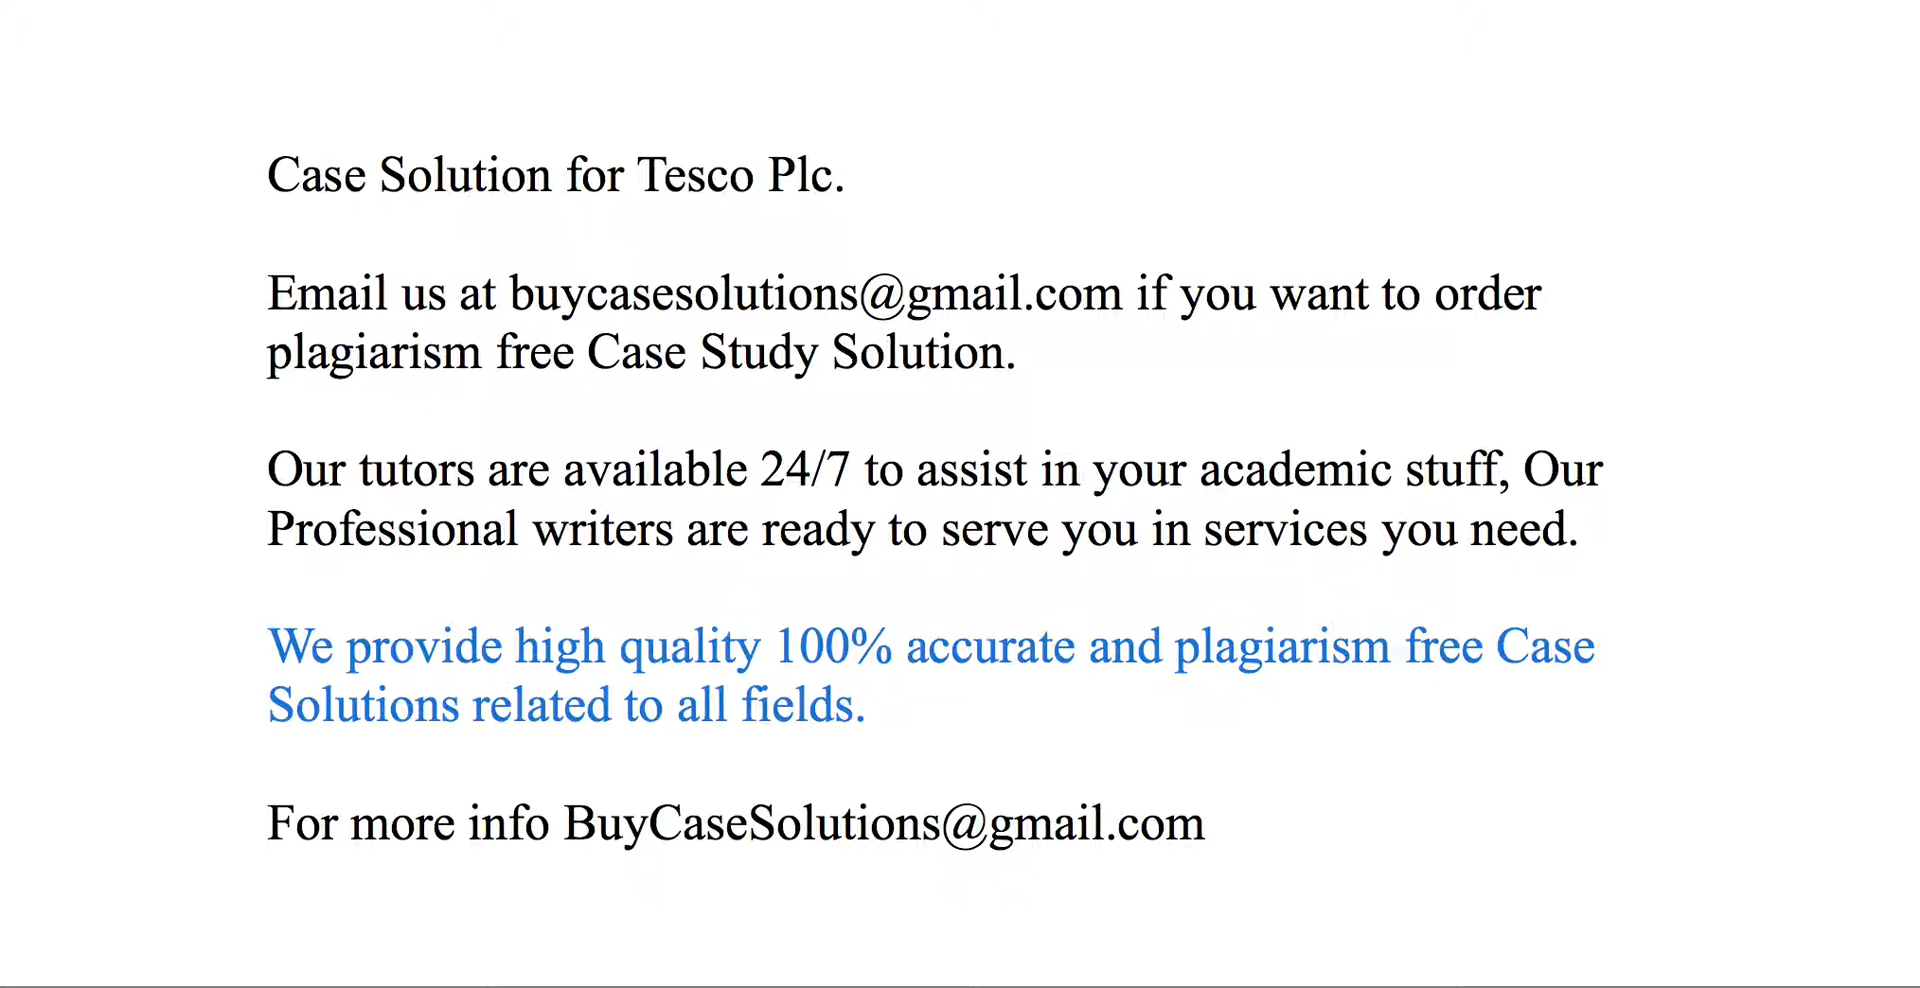 Case Solution for Tesco Plc.
Email us at buycasesolutions@gmail.com if you want to order
plagiarism free Case Study Solution.
Our tutors are available 24/7 to assist in your academic stuff, Our
Professional writers are ready to serve you in services you need.
We provide high quality 100% accurate and plagiarism free Case
Solutions related to all fields.
For more info BuyCaseSolutions@gmail.com